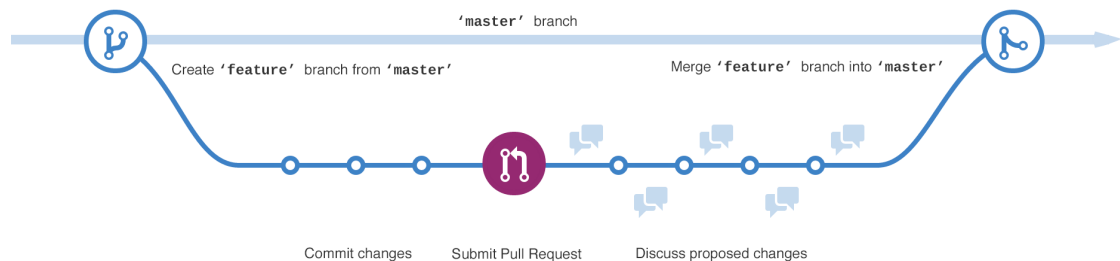 ‘master’ branch
Create ‘feature’ branch from ‘master’
Merge ‘feature’ branch into ‘master’
Commit changes
Submit Pull Request
Discuss proposed changes